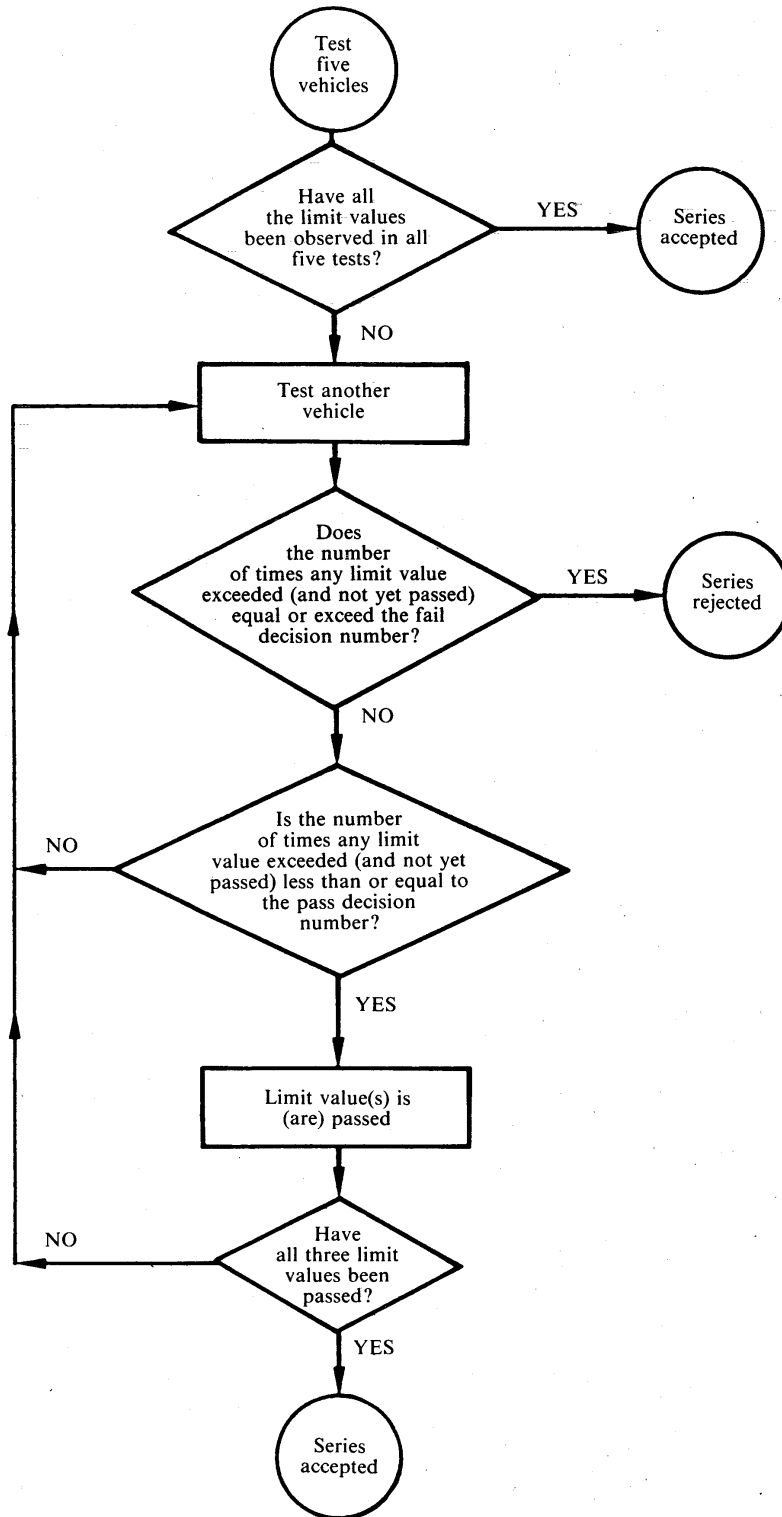 Test
five
vehicles
Have all
the limit values
been observed in all
five tests?
YES
Series
accepted
NO
Test another
vehicle
Does
the number
of times any limit value
exceeded (and not yet passed)
equal or exceed the fail
decision number?
YES
Series
rejected
NO
Is the number
of times any limit
value exceeded (and not yet
passed) less than or equal to
the pass decision
number?
NO
YES
Limit value(s) is
(are) passed
Have
all three limit
values been
passed?
NO
YES
Series
accepted